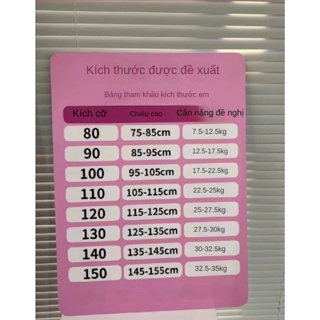 Kích thước được đề xuất
Bảng tham khảo kích thước em
Kích cỡ Chiều cao Cân nặng đề nghị
80 75-85cm 7.5-12.5kg
90 85-95cm 12.5-17.5kg
100 95-105cm 17.5-22.5kg
110 105-115cm 22.5-25kg
120 115-125cm 25-27.5kg
130 125-135cm 27.5-30kg
140 135-145cm 30-32.5kg
150 145-155cm 32.5-35kg